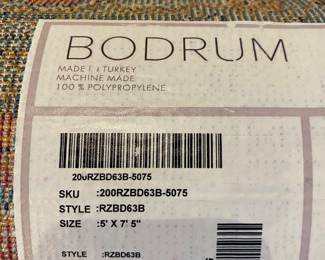 BODRUM
MADE IN TURKEY
MACHINE MADE
100 % POLYPROPYLENE
200RZBD63B-5075
SKU :200RZBD63B-5075
STYLE :RZBD63B
SIZE :5' X 7' 5"
STYLE :RZBD63B